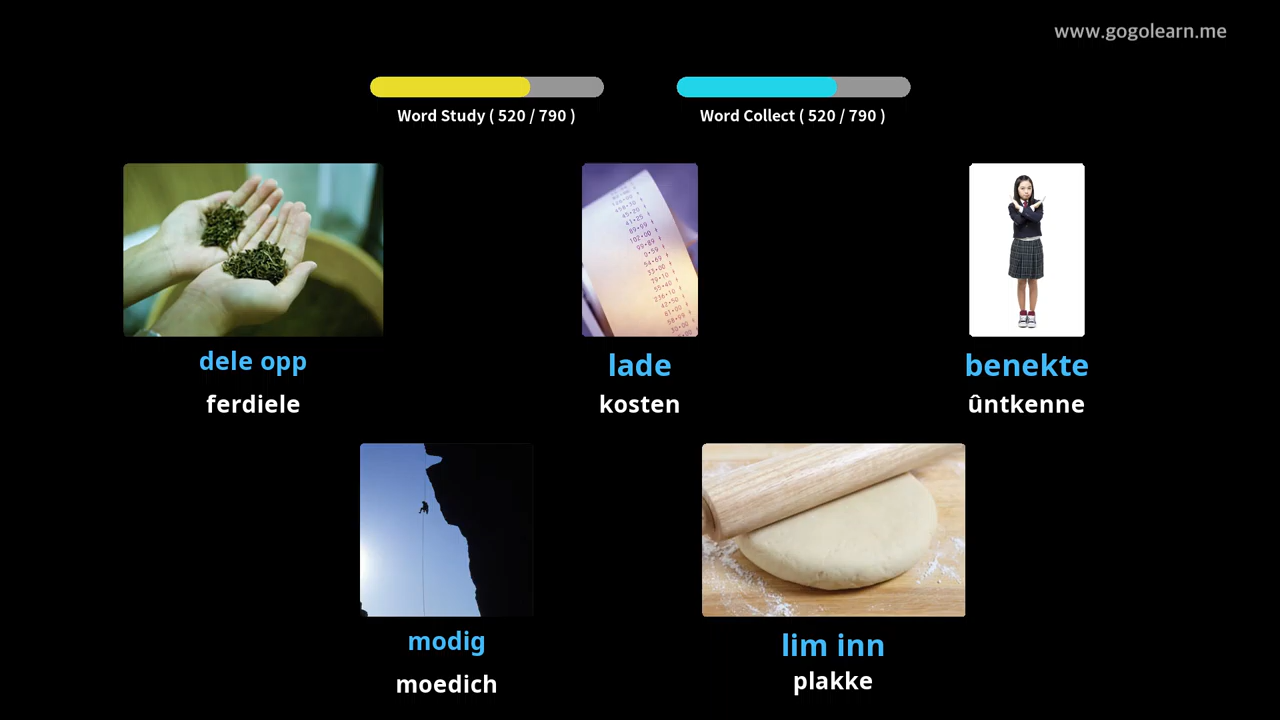 www.gogolearn.me
Word Study ( 520 / 790 )
Word Collect ( 520 / 790 )
dele opp
lade
benekte
ferdiele
kosten
ûntkenne
modig
lim inn
moedich
plakke